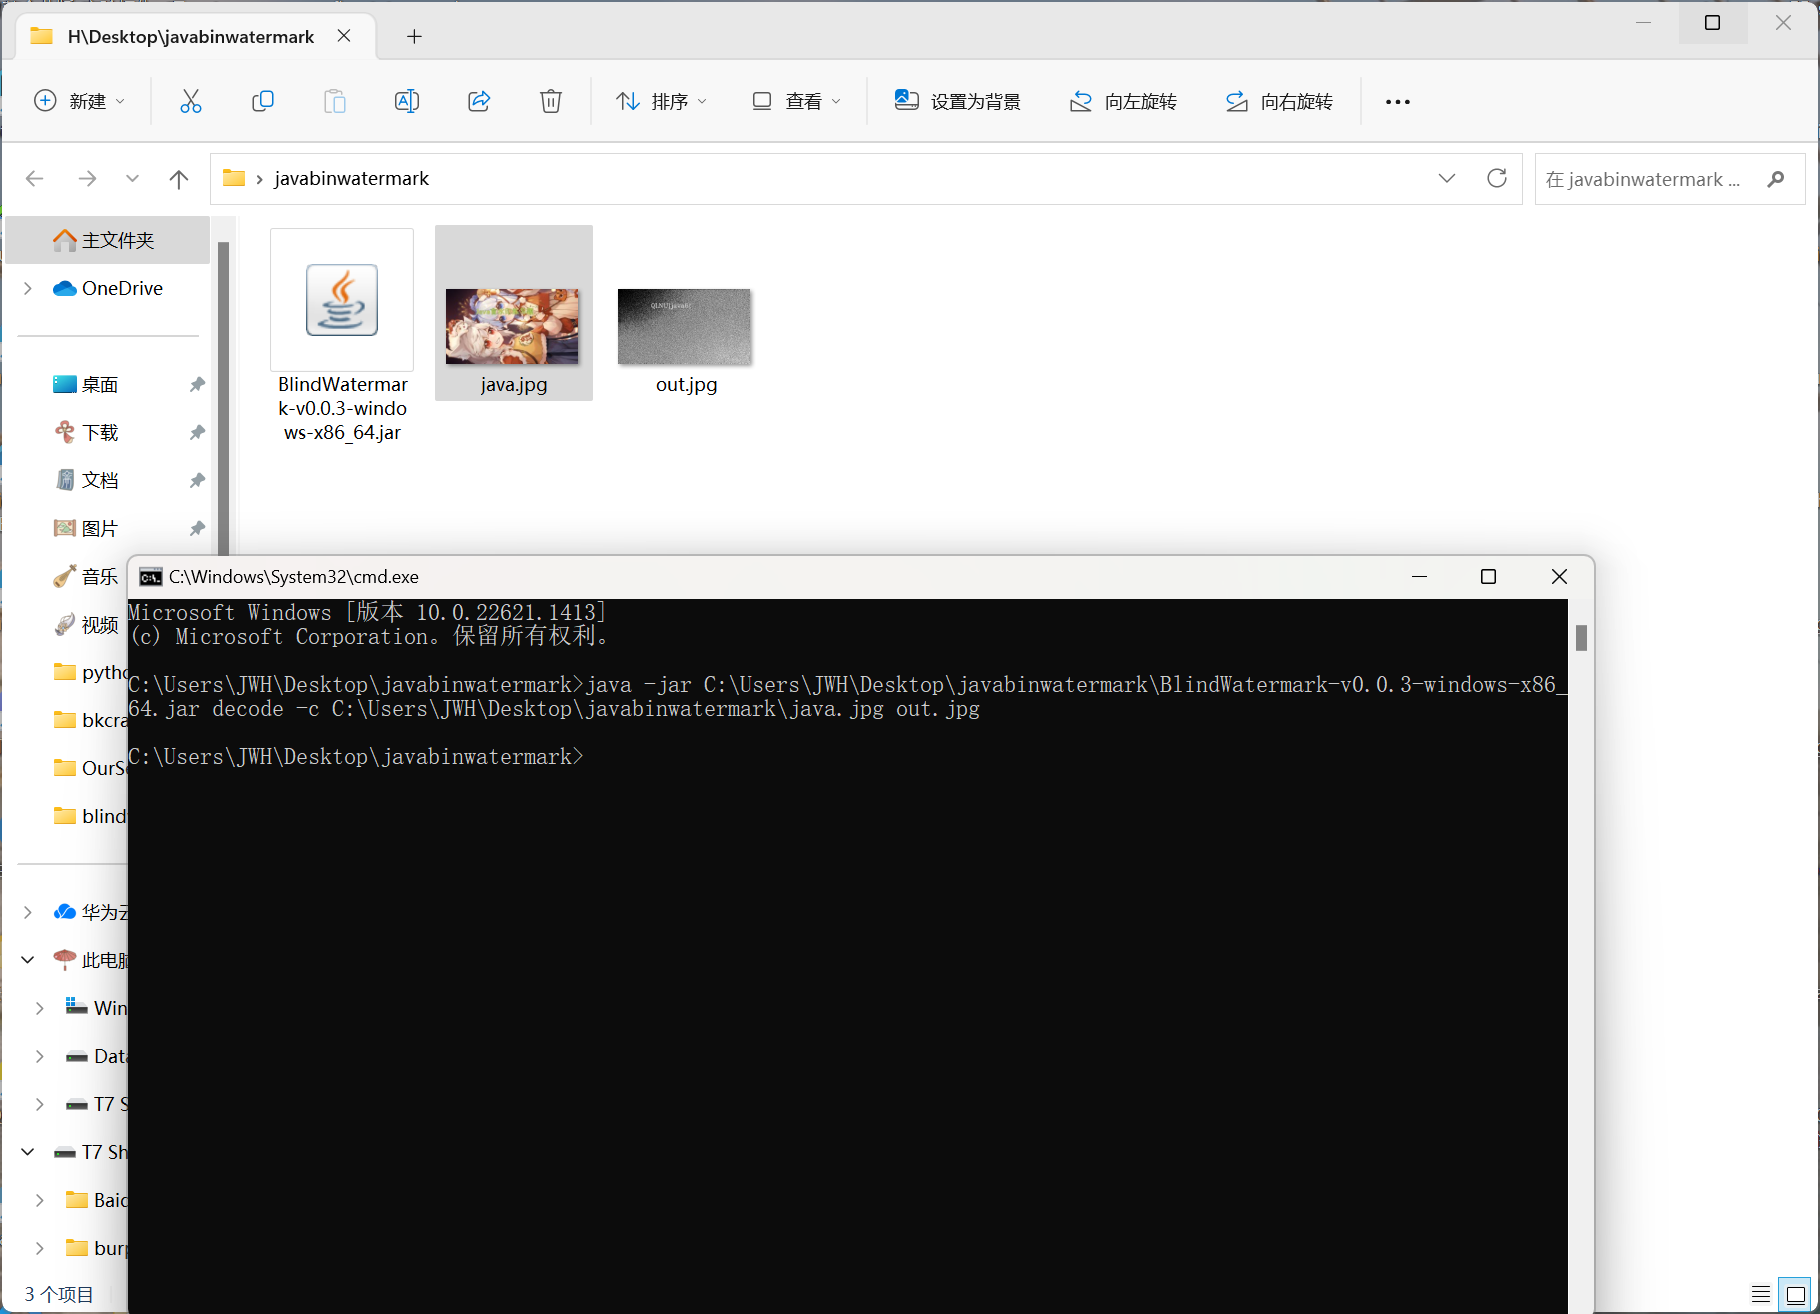 H\Desktop\javabinwatermark
新建
排序
查看
设置为背景
向左旋转
向右旋转
javabinwatermark
在 javabinwatermark ...
主文件夹
OneDrive
桌面
下载
文档
图片
音乐
视频
pytho
bkcra
OurSe
blind
华为云
此电脑
Win
Data
T7 S
T7 Sh
Baid
burp
3 个项目
BlindWatermar
k-v0.0.3-windo
ws-x86_64.jar
java.jpg
out.jpg
C:\Windows\System32\cmd.exe
Microsoft Windows [版本 10.0.22621.1413]
(c) Microsoft Corporation。保留所有权利。
C:\Users\JWH\Desktop\javabinwatermark>java -jar C:\Users\JWH\Desktop\javabinwatermark\BlindWatermark-v0.0.3-windows-x86_
64.jar decode -c C:\Users\JWH\Desktop\javabinwatermark\java.jpg out.jpg
C:\Users\JWH\Desktop\javabinwatermark>